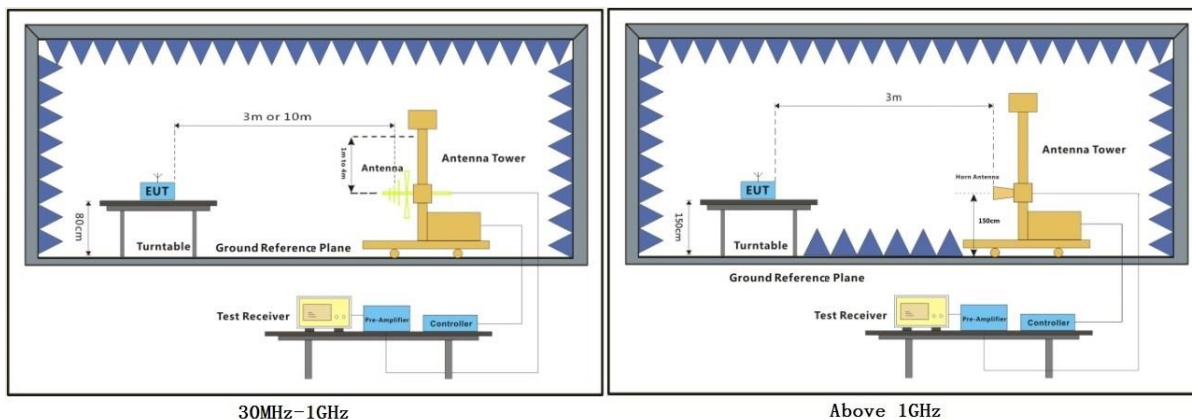 3m or 10m
1m to 4m
Antenna
Antenna Tower
EUT
80cm
Turntable
Ground Reference Plane
Test Receiver
Pre-Amplifier
Controller
30MHz-1GHz
3m
Antenna Tower
Horn Antenna
EUT
150cm
150cm
Turntable
Ground Reference Plane
Test Receiver
Pre-Amplifier
Controller
Above 1GHz